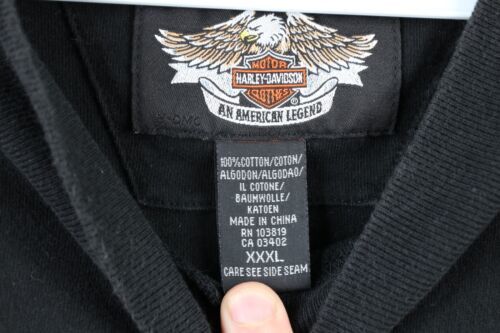 MOTOR
HARLEY-DAVIDSON
CLOTHES
®
AN AMERICAN LEGEND
100% COTTON/COTON/
ALGODON/ALGODAO/
IL COTONE/
BAUMWOLLE/
KATOEN
MADE IN CHINA
RN 103819
CA 03402
XXXL
CARE SEE SIDE SEAM